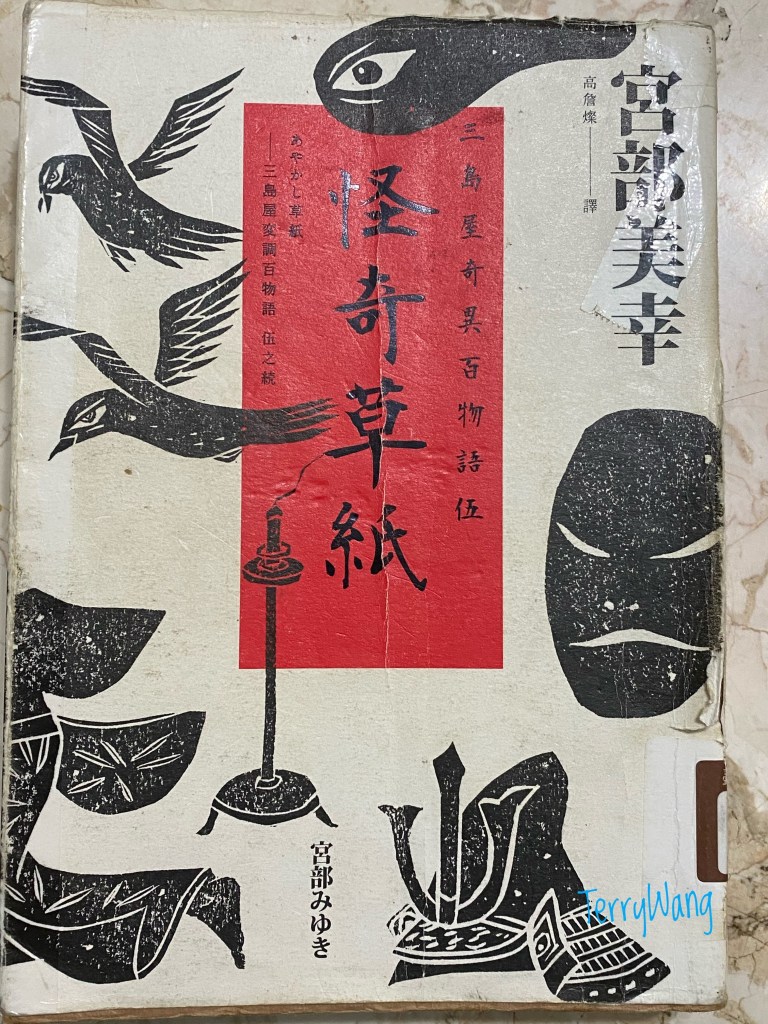 宮部美幸
高詹燦——譯
三島屋奇異百物語伍
怪奇草紙
あやかし草紙
——三島屋変調百物語 伍之続
宮部みゆき
TerryWang